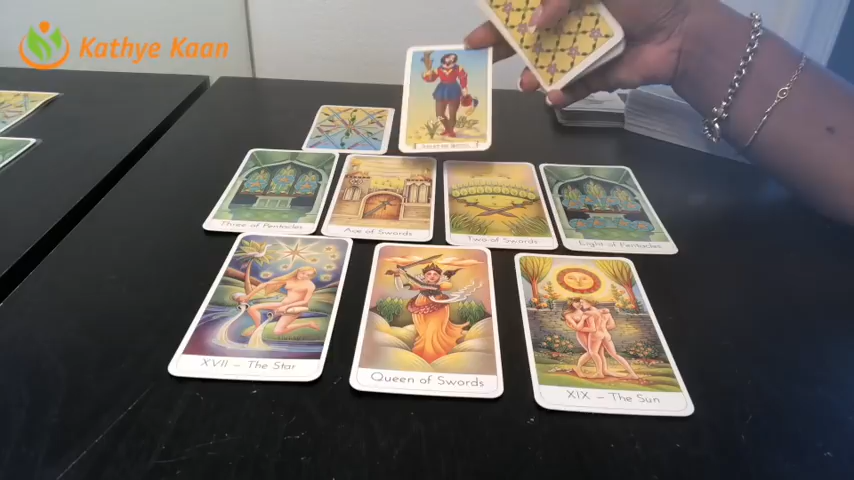 Kathye Kaan
Three of Pentacles
Ace of Swords
Two of Swords
Eight of Pentacles
XVII – The Star
Queen of Swords
XIX – The Sun